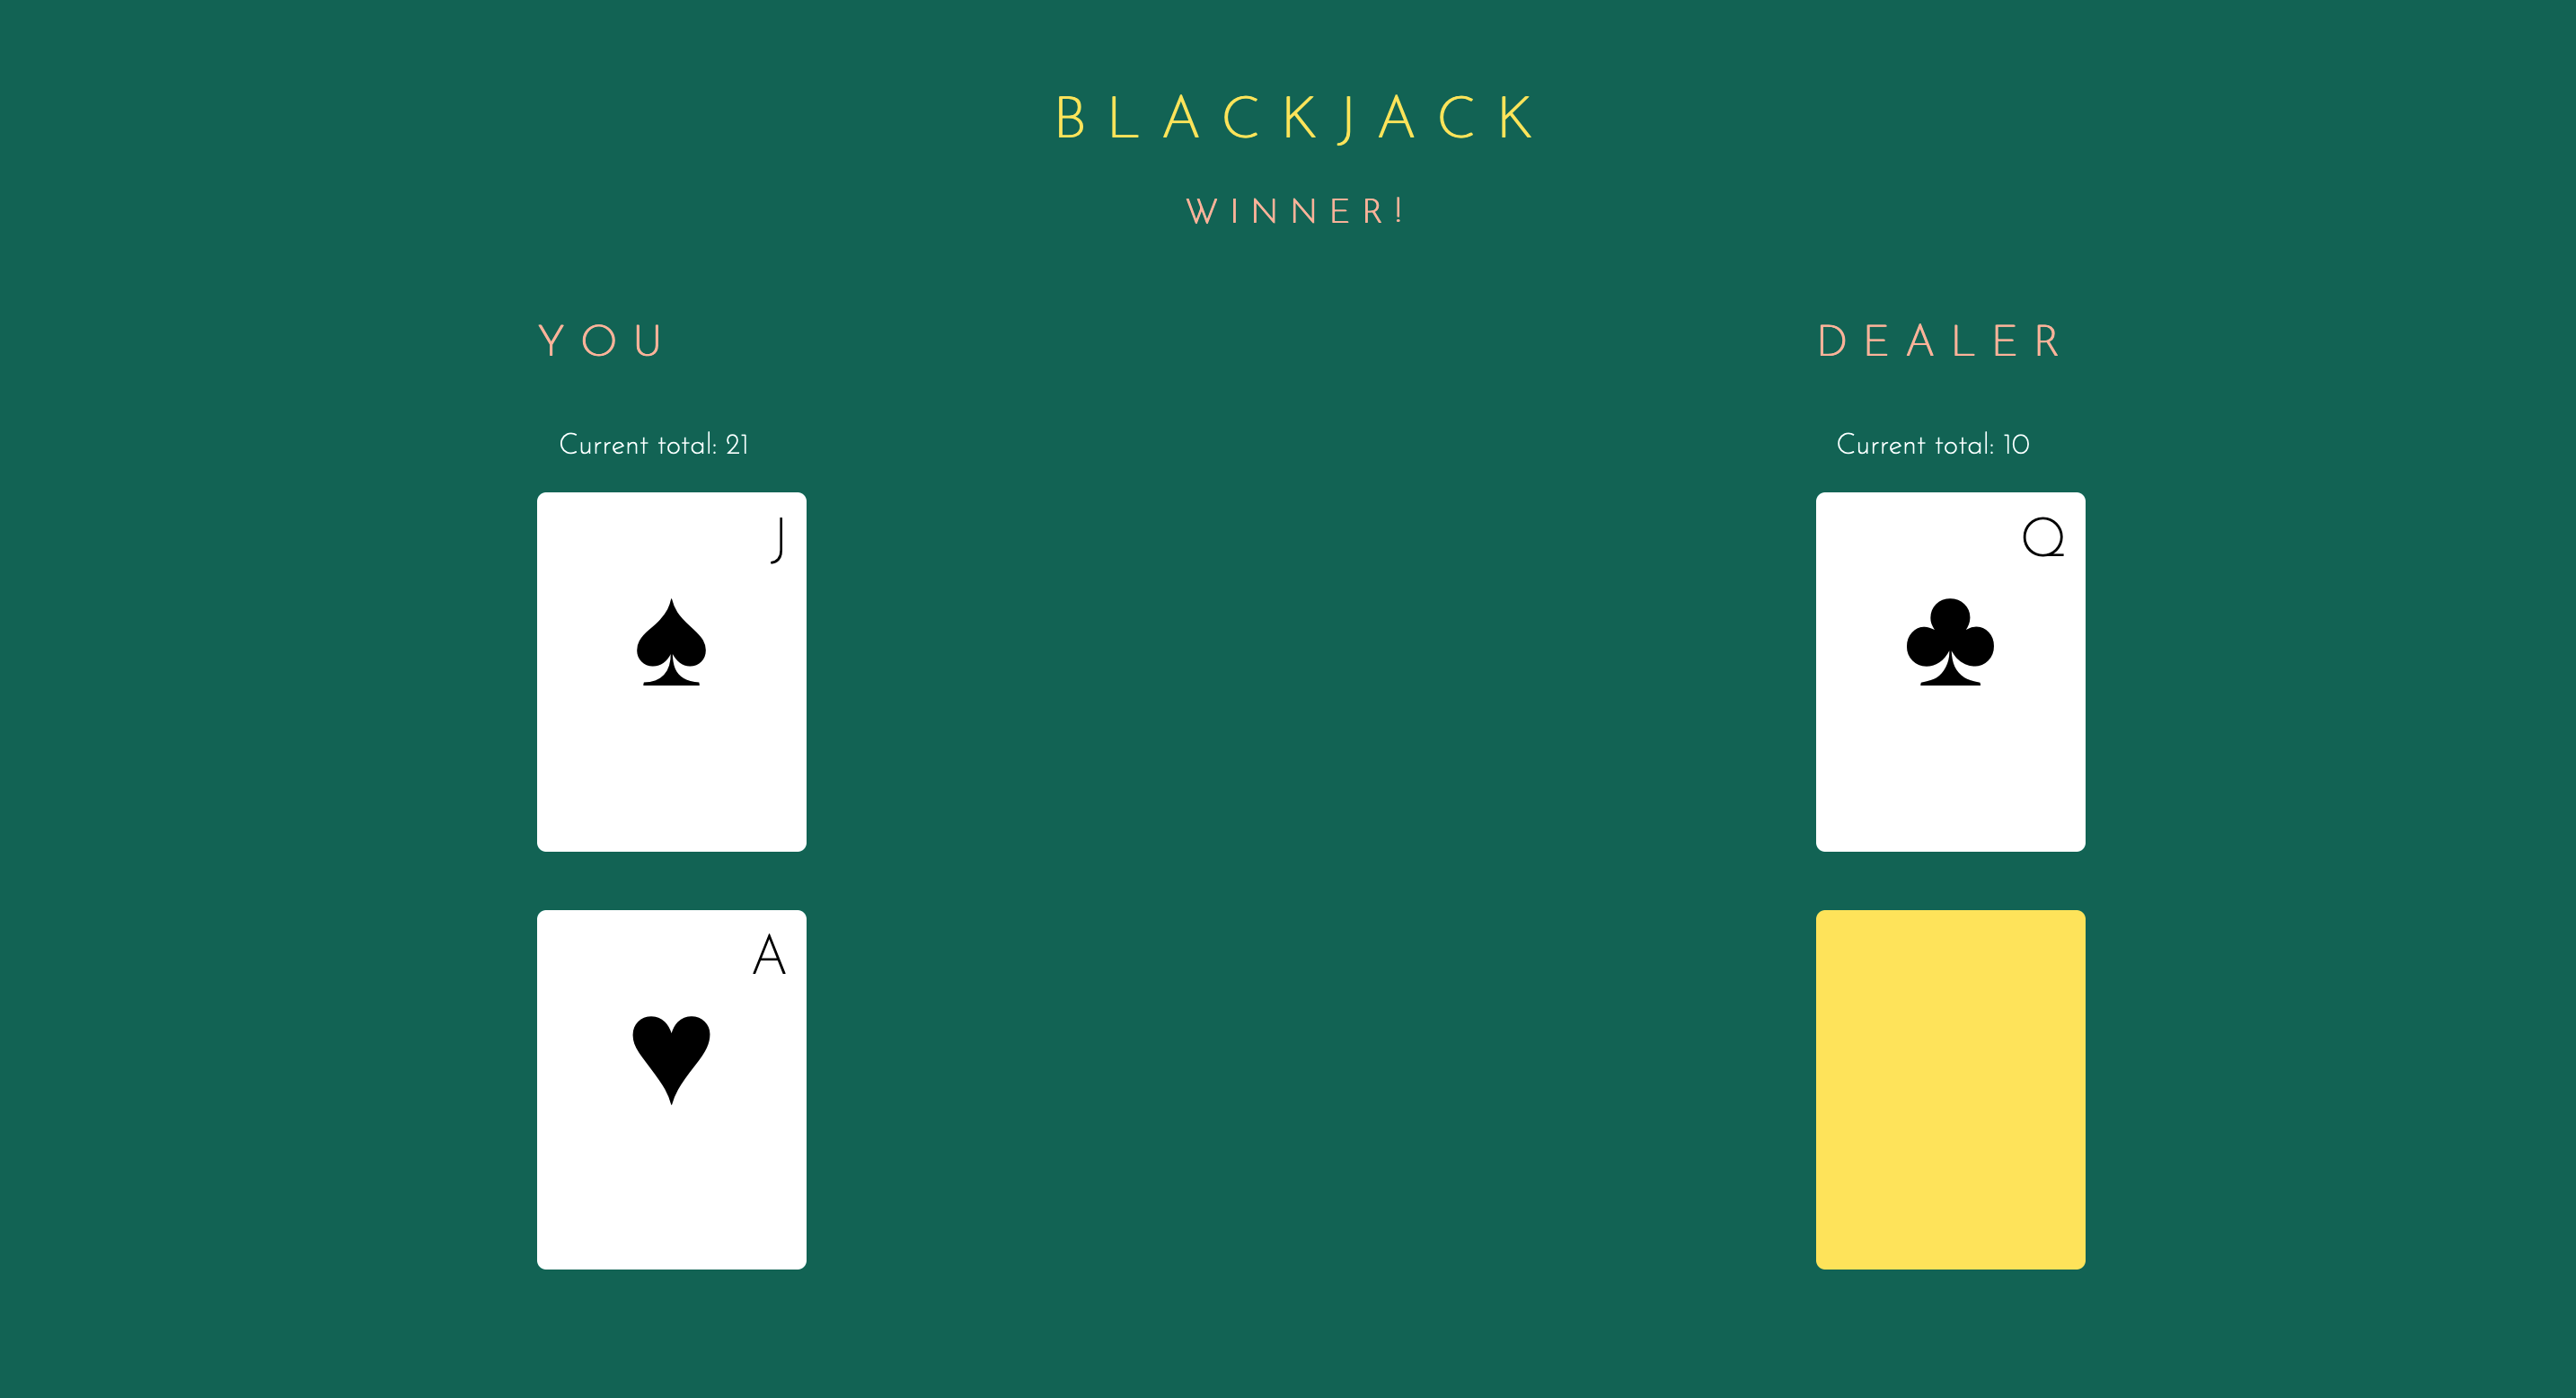 BLACKJACK
WINNER!
YOU
Current total: 21
J
♠
A
♥
DEALER
Current total: 10
Q
♣